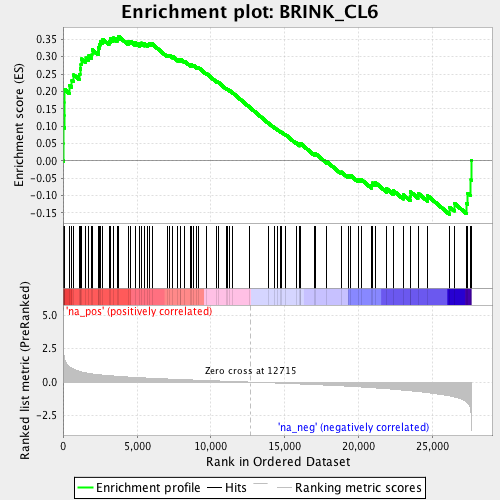 Enrichment plot: BRINK_CL6
Enrichment score (ES)
0.35
0.30
0.25
0.20
0.15
0.10
0.05
0.00
-0.05
-0.10
-0.15
'na_pos' (positively correlated)
Ranked list metric (PreRanked)
5.0
2.5
0.0
-2.5
Zero cross at 12715
'na_neg' (negatively correlated)
0
5,000
10,000
15,000
20,000
25,000
Rank in Ordered Dataset
Enrichment profile
Hits
Ranking metric scores